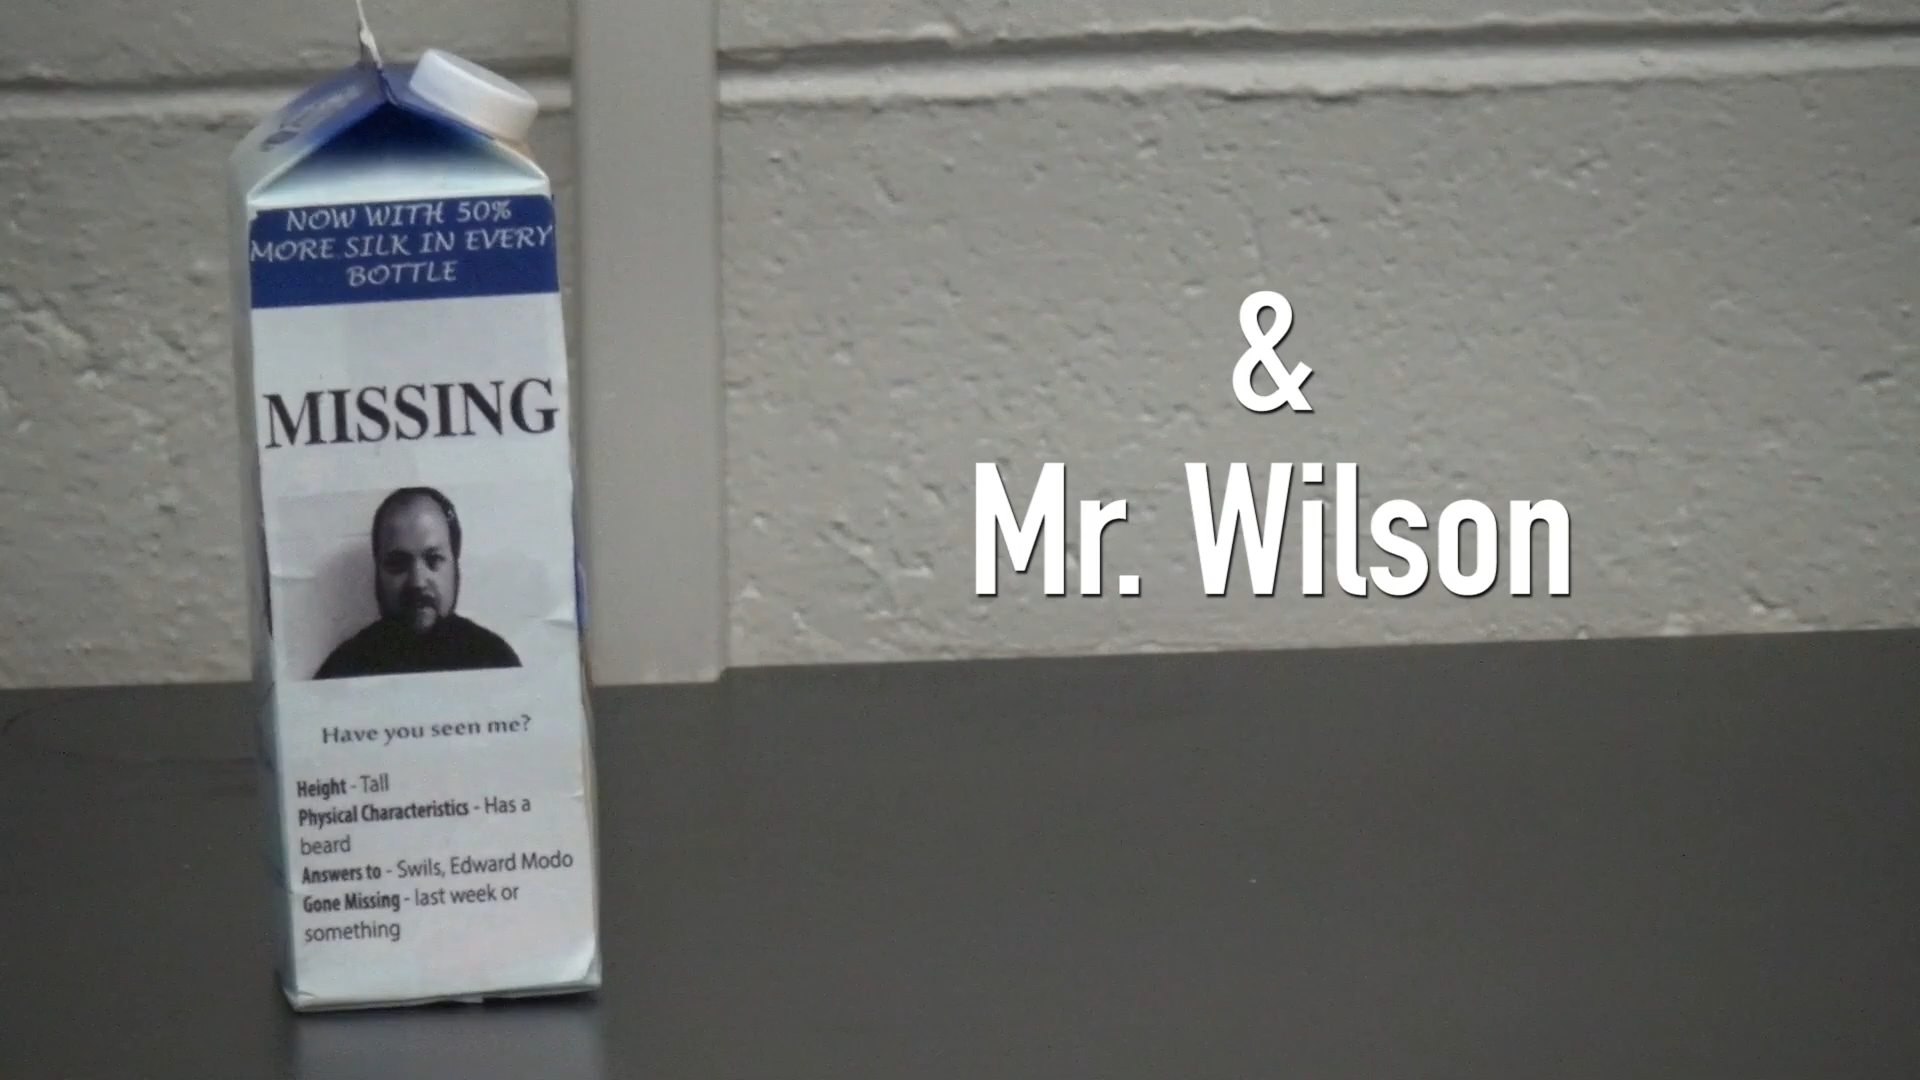 NOW WITH 50%
MORE SILK IN EVERY
BOTTLE
MISSING
Have you seen me?
Height - Tall
Physical Characteristics - Has a
beard
Answers to - Swils, Edward Modo
Gone Missing - last week or
something
&
Mr. Wilson